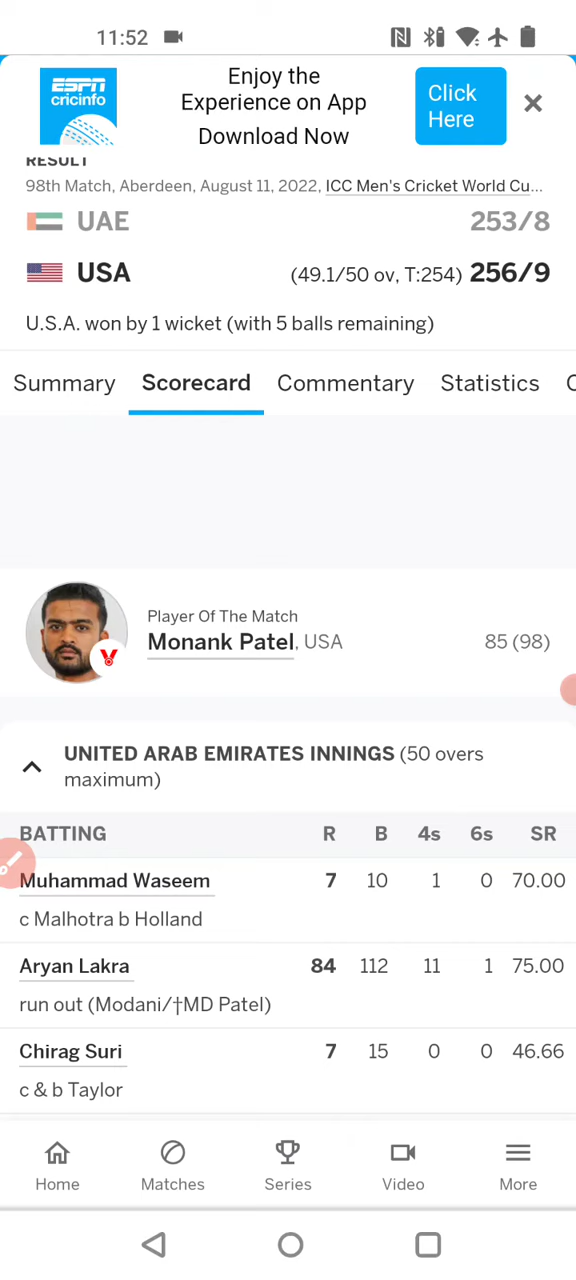 11:52
ESPN
cricinfo
Enjoy the
Experience on App
Download Now
Click
Here
RESULT
98th Match, Aberdeen, August 11, 2022, ICC Men's Cricket World Cu...
UAE 253/8
USA (49.1/50 ov, T:254) 256/9
U.S.A. won by 1 wicket (with 5 balls remaining)
Summary Scorecard Commentary Statistics
Player Of The Match
Monank Patel, USA 85 (98)
UNITED ARAB EMIRATES INNINGS (50 overs
maximum)
BATTING R B 4s 6s SR
Muhammad Waseem 7 10 1 0 70.00
c Malhotra b Holland
Aryan Lakra 84 112 11 1 75.00
run out (Modani/†MD Patel)
Chirag Suri 7 15 0 0 46.66
c & b Taylor
Home Matches Series Video More